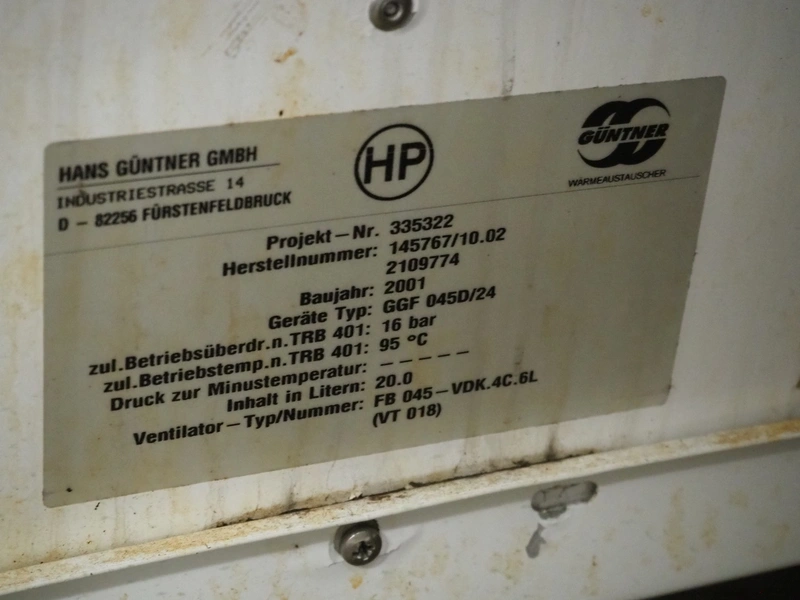 HANS GÜNTNER GMBH
INDUSTRIESTRASSE 14
D - 82256 FÜRSTENFELDBRUCK
HP
GÜNTNER
WÄRMEAUSTAUSCHER
Projekt-Nr. 335322
Herstellnummer: 145767/10.02
2109774
Baujahr: 2001
Geräte Typ: GGF 045D/24
zul.Betriebsüberdr.n.TRB 401: 16 bar
zul.Betriebstemp.n.TRB 401: 95 °C
Druck zur Minustemperatur: -----
Inhalt in Litern: 20.0
Ventilator-Typ/Nummer: FB 045-VDK.4C.6L
(VT 018)